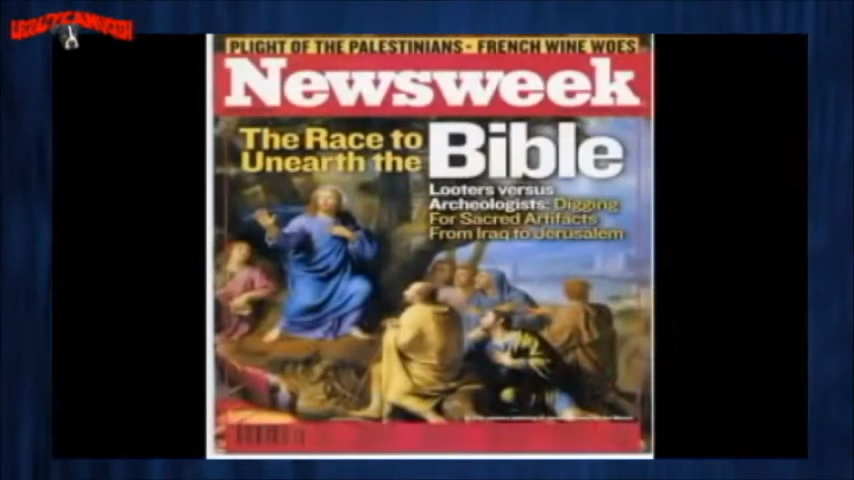 PLIGHT OF THE PALESTINIANS - FRENCH WINE WOES
Newsweek
The Race to
Unearth the
Bible
Looters versus
Archeologists: Digging
For Sacred Artifacts
From Iraq to Jerusalem